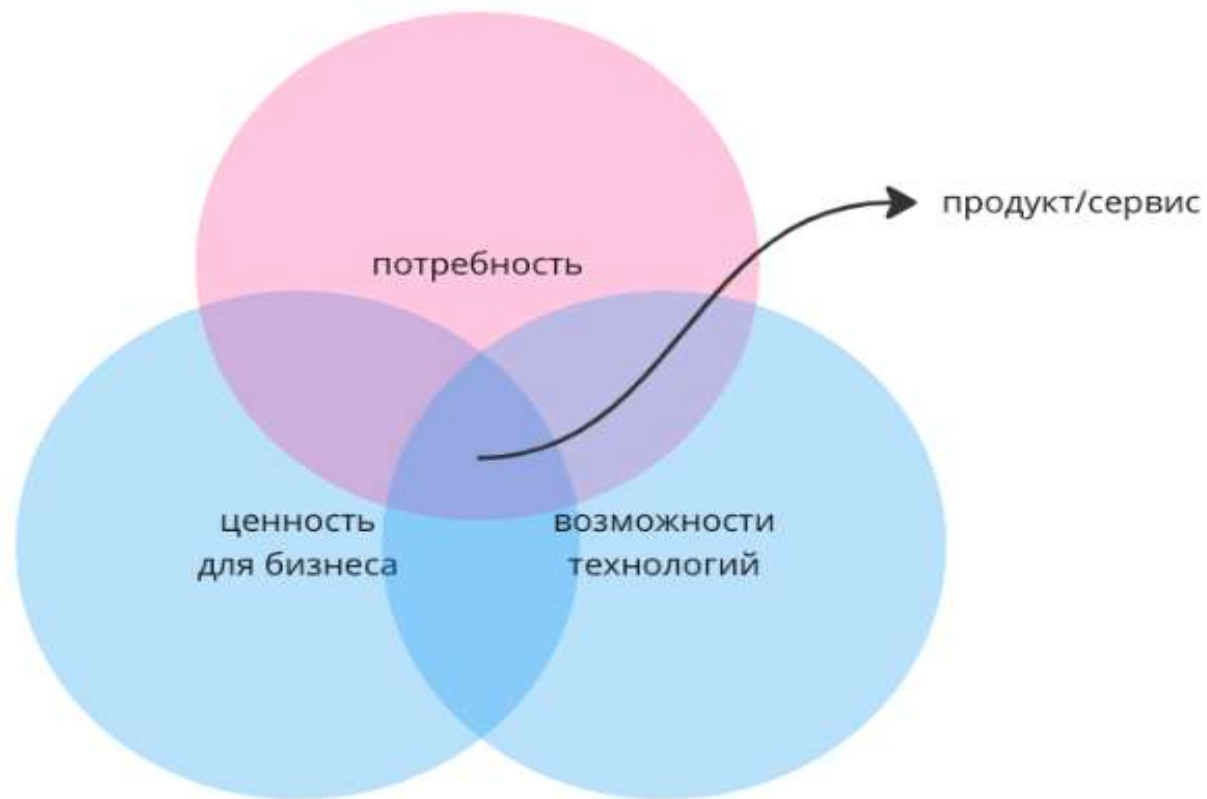 продукт/сервис
потребность
ценность
для бизнеса
возможности
технологий